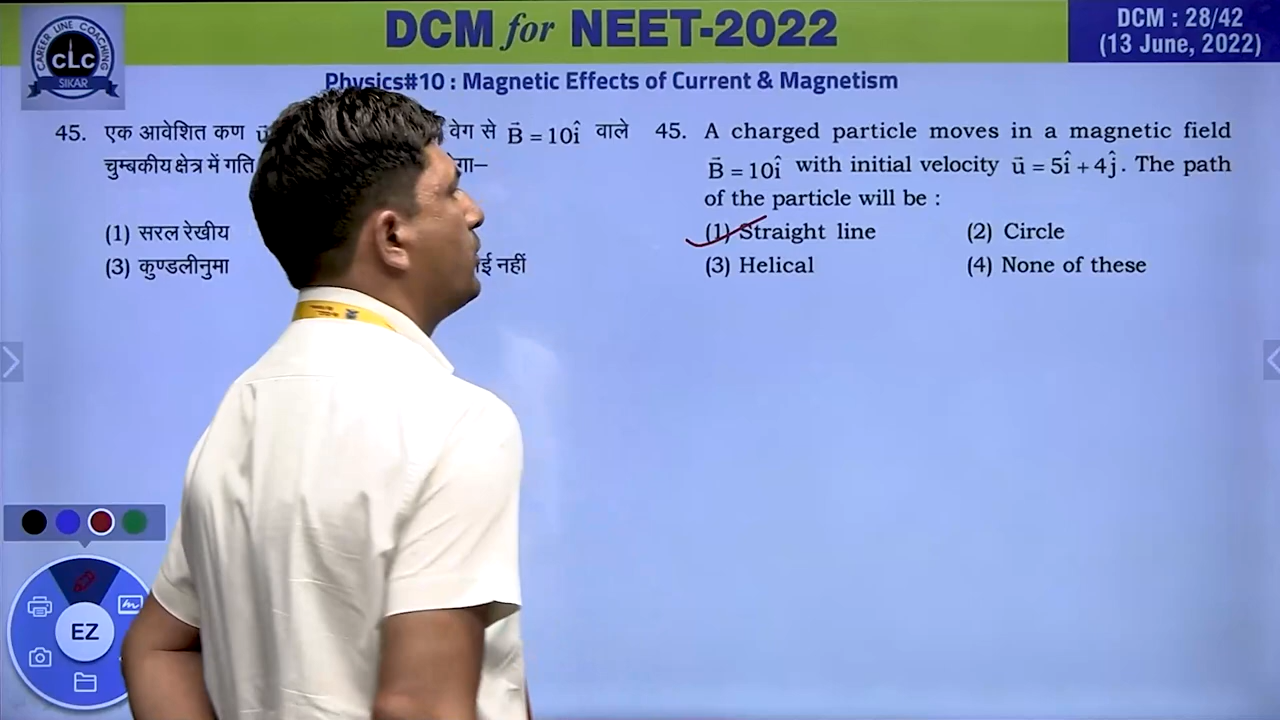 CAREER LINE COACHING
CLC
SIKAR
DCM for NEET-2022
DCM : 28/42
(13 June, 2022)
Physics#10 : Magnetic Effects of Current & Magnetism
45. एक आवेशित कण वेग से B⃗ = 10î वाले
चुम्बकीय क्षेत्र में गति
(1) सरल रेखीय
(3) कुण्डलीनुमा
नहीं
45. A charged particle moves in a magnetic field
B⃗ = 10î with initial velocity u⃗ = 5î + 4ĵ. The path
of the particle will be :
(1) Straight line (2) Circle
(3) Helical (4) None of these
EZ